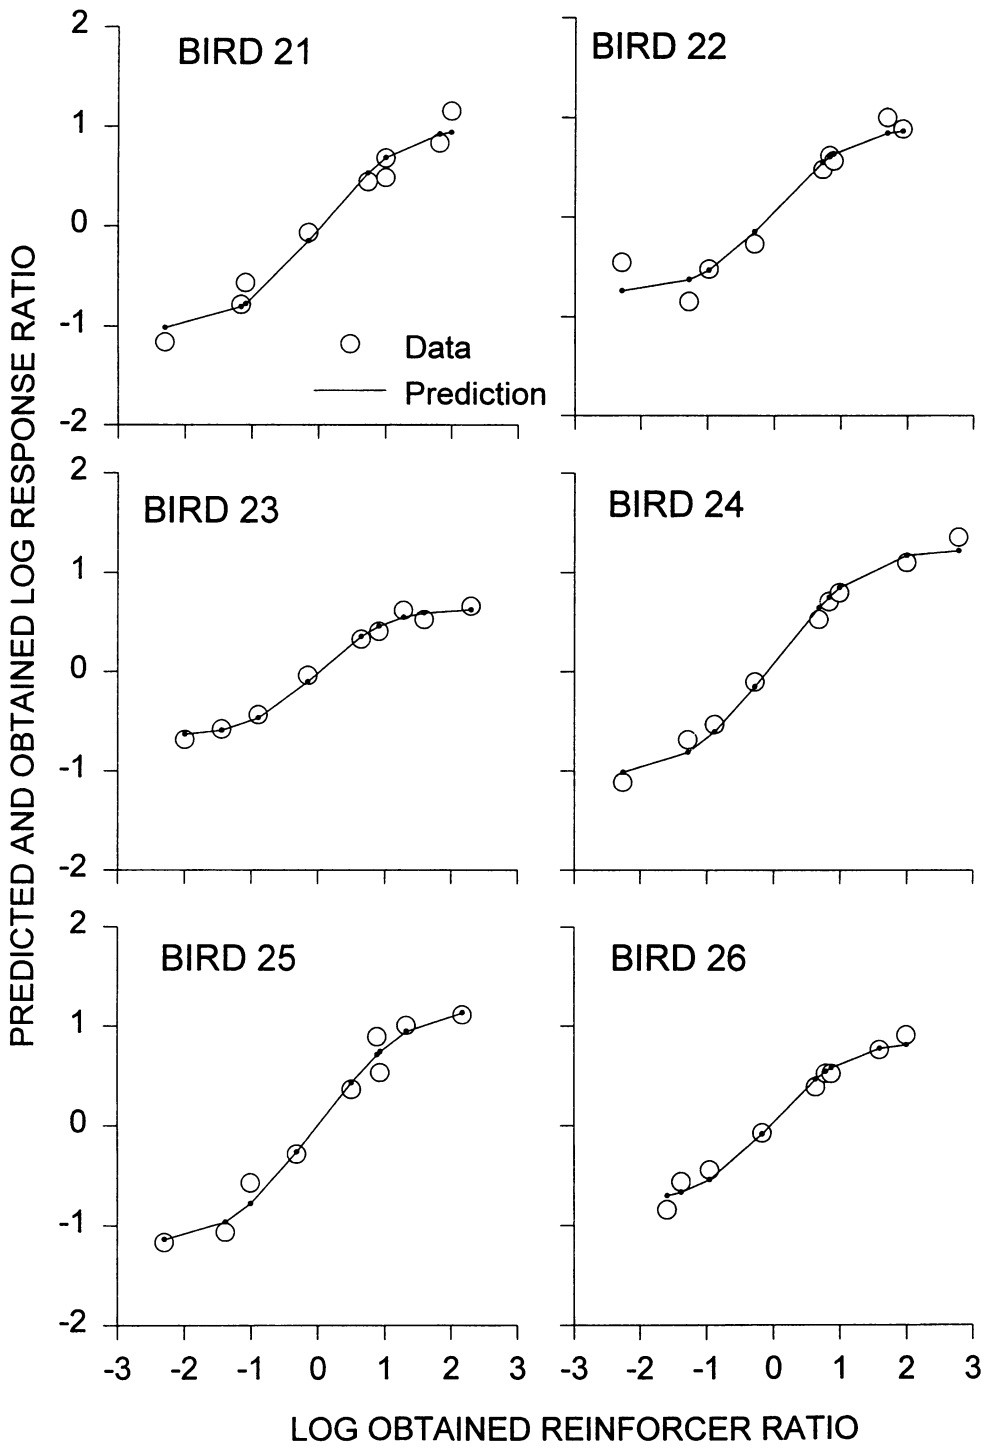 PREDICTED AND OBTAINED LOG RESPONSE RATIO
BIRD 21
BIRD 22
2
1
0
-1
-2
Data
Prediction
BIRD 23
BIRD 24
2
1
0
-1
-2
BIRD 25
BIRD 26
2
1
0
-1
-2
-3 -2 -1 0 1 2 3
-3 -2 -1 0 1 2 3
LOG OBTAINED REINFORCER RATIO